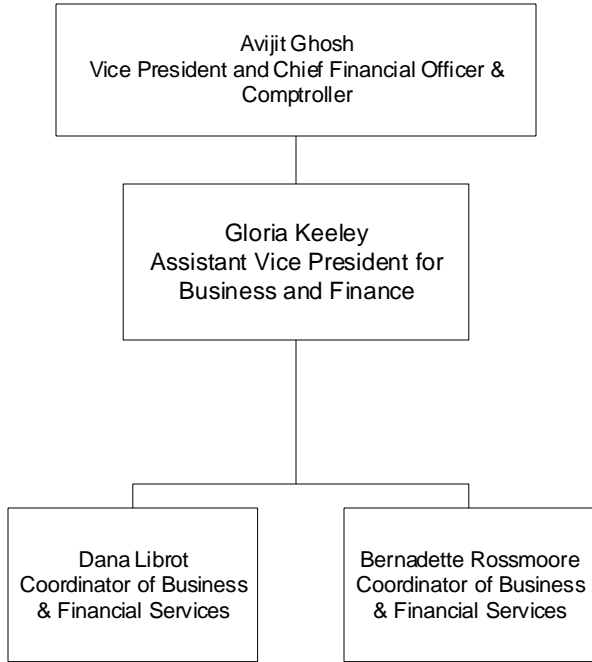 Avijit Ghosh
Vice President and Chief Financial Officer &
Comptroller
Gloria Keeley
Assistant Vice President for
Business and Finance
Dana Librot
Coordinator of Business
& Financial Services
Bernadette Rossmoore
Coordinator of Business
& Financial Services